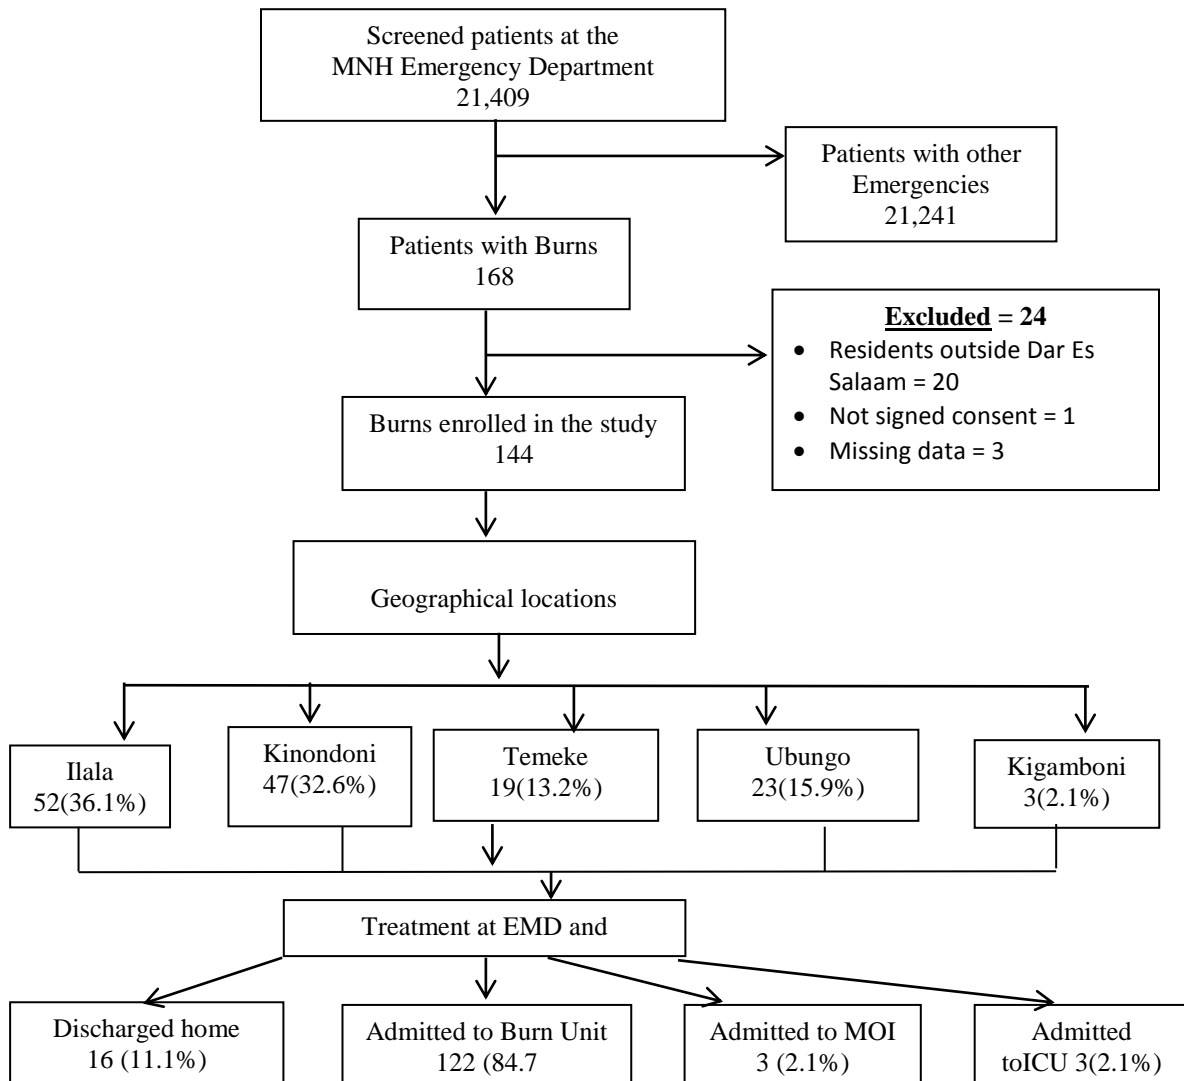 Screened patients at the
MNH Emergency Department
21,409
Patients with other
Emergencies
21,241
Patients with Burns
168
Excluded = 24
• Residents outside Dar Es
Salaam = 20
• Not signed consent = 1
• Missing data = 3
Burns enrolled in the study
144
Geographical locations
Ilala
52(36.1%)
Kinondoni
47(32.6%)
Temeke
19(13.2%)
Ubungo
23(15.9%)
Kigamboni
3(2.1%)
Treatment at EMD and
Discharged home
16 (11.1%)
Admitted to Burn Unit
122 (84.7
Admitted to MOI
3 (2.1%)
Admitted
toICU 3(2.1%)